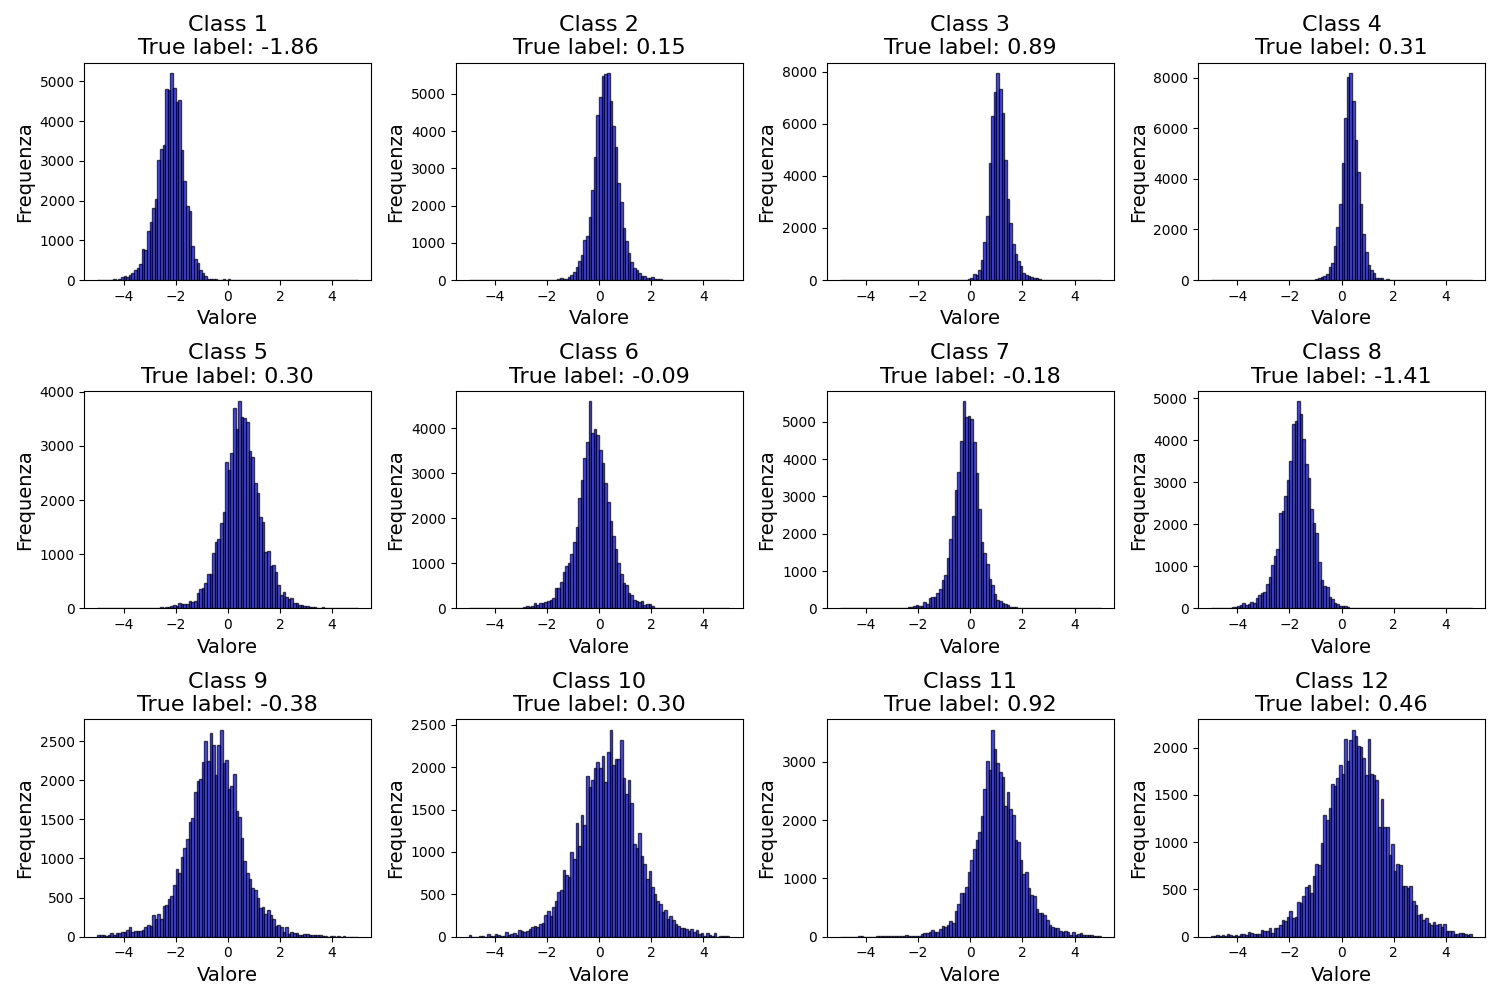 Class 1
True label: -1.86
Class 2
True label: 0.15
Class 3
True label: 0.89
Class 4
True label: 0.31
Frequenza
5000
4000
3000
2000
1000
0
−4 −2 0 2 4
Valore
Frequenza
5000
4000
3000
2000
1000
0
−4 −2 0 2 4
Valore
Frequenza
8000
6000
4000
2000
0
−4 −2 0 2 4
Valore
Frequenza
8000
6000
4000
2000
0
−4 −2 0 2 4
Valore
Class 5
True label: 0.30
Class 6
True label: -0.09
Class 7
True label: -0.18
Class 8
True label: -1.41
Frequenza
4000
3000
2000
1000
0
−4 −2 0 2 4
Valore
Frequenza
4000
3000
2000
1000
0
−4 −2 0 2 4
Valore
Frequenza
5000
4000
3000
2000
1000
0
−4 −2 0 2 4
Valore
Frequenza
5000
4000
3000
2000
1000
0
−4 −2 0 2 4
Valore
Class 9
True label: -0.38
Class 10
True label: 0.30
Class 11
True label: 0.92
Class 12
True label: 0.46
Frequenza
2500
2000
1500
1000
500
0
−4 −2 0 2 4
Valore
Frequenza
2500
2000
1500
1000
500
0
−4 −2 0 2 4
Valore
Frequenza
3000
2000
1000
0
−4 −2 0 2 4
Valore
Frequenza
2000
1500
1000
500
0
−4 −2 0 2 4
Valore